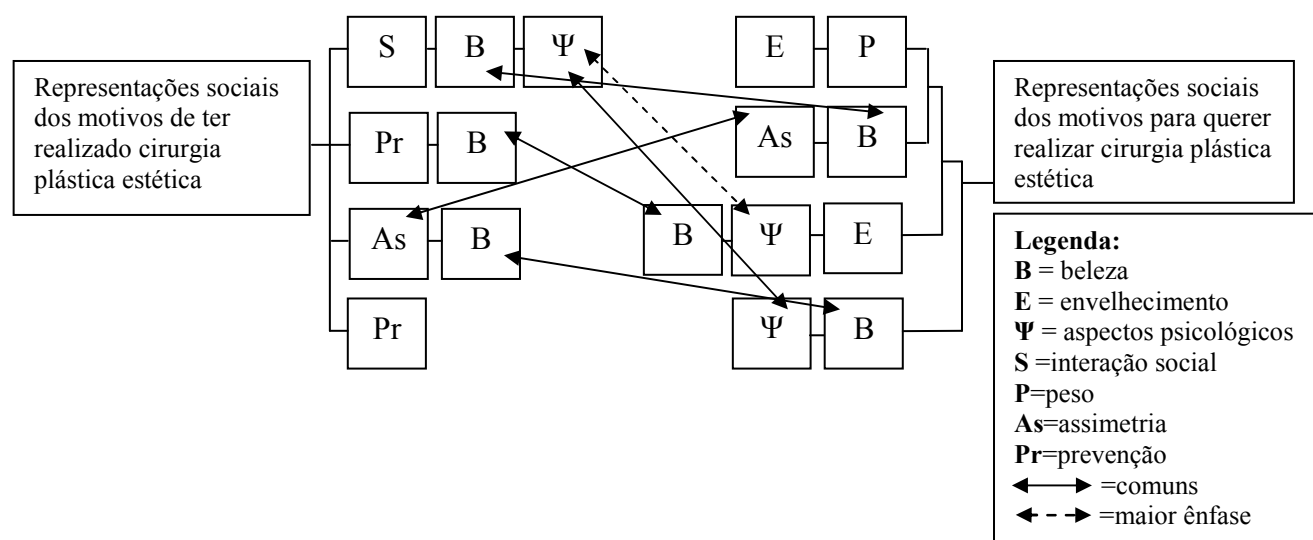 Representações sociais
dos motivos de ter
realizado cirurgia
plástica estética
S B Ψ
Pr B
As B
Pr
E P
As B
B Ψ E
Ψ B
Representações sociais
dos motivos para querer
realizar cirurgia plástica
estética
Legenda:
B = beleza
E = envelhecimento
Ψ = aspectos psicológicos
S =interação social
P=peso
As=assimetria
Pr=prevenção
=comuns
=maior ênfase